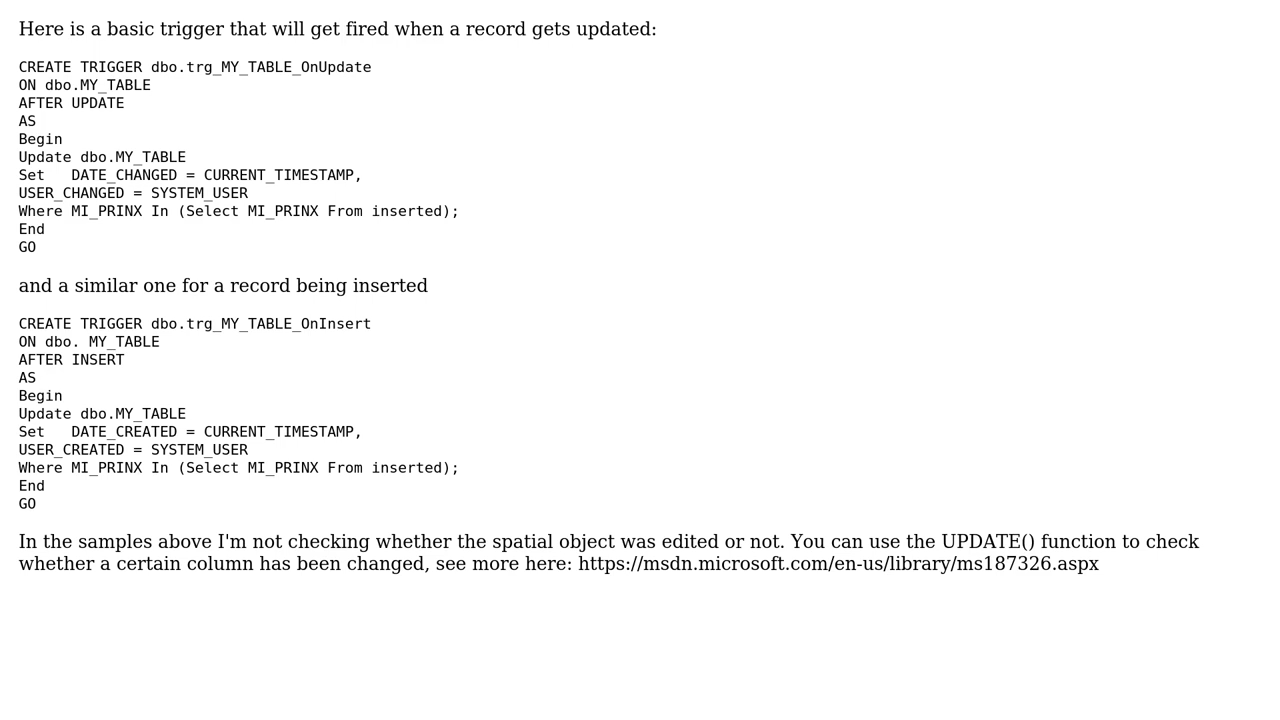 Here is a basic trigger that will get fired when a record gets updated:
CREATE TRIGGER dbo.trg_MY_TABLE_OnUpdate
ON dbo.MY_TABLE
AFTER UPDATE
AS
Begin
Update dbo.MY_TABLE
Set   DATE_CHANGED = CURRENT_TIMESTAMP,
USER_CHANGED = SYSTEM_USER
Where MI_PRINX In (Select MI_PRINX From inserted);
End
GO
and a similar one for a record being inserted
CREATE TRIGGER dbo.trg_MY_TABLE_OnInsert
ON dbo. MY_TABLE
AFTER INSERT
AS
Begin
Update dbo.MY_TABLE
Set   DATE_CREATED = CURRENT_TIMESTAMP,
USER_CREATED = SYSTEM_USER
Where MI_PRINX In (Select MI_PRINX From inserted);
End
GO
In the samples above I'm not checking whether the spatial object was edited or not. You can use the UPDATE() function to check
whether a certain column has been changed, see more here: https://msdn.microsoft.com/en-us/library/ms187326.aspx